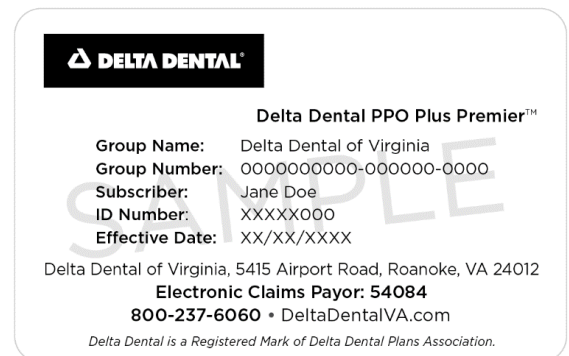 DELTA DENTAL®
Delta Dental PPO Plus Premier™
Group Name: Delta Dental of Virginia
Group Number: 0000000000-000000-0000
Subscriber: Jane Doe
ID Number: XXXXX000
Effective Date: XX/XX/XXXX
SAMPLE
Delta Dental of Virginia, 5415 Airport Road, Roanoke, VA 24012
Electronic Claims Payor: 54084
800-237-6060 • DeltaDentalVA.com
Delta Dental is a Registered Mark of Delta Dental Plans Association.